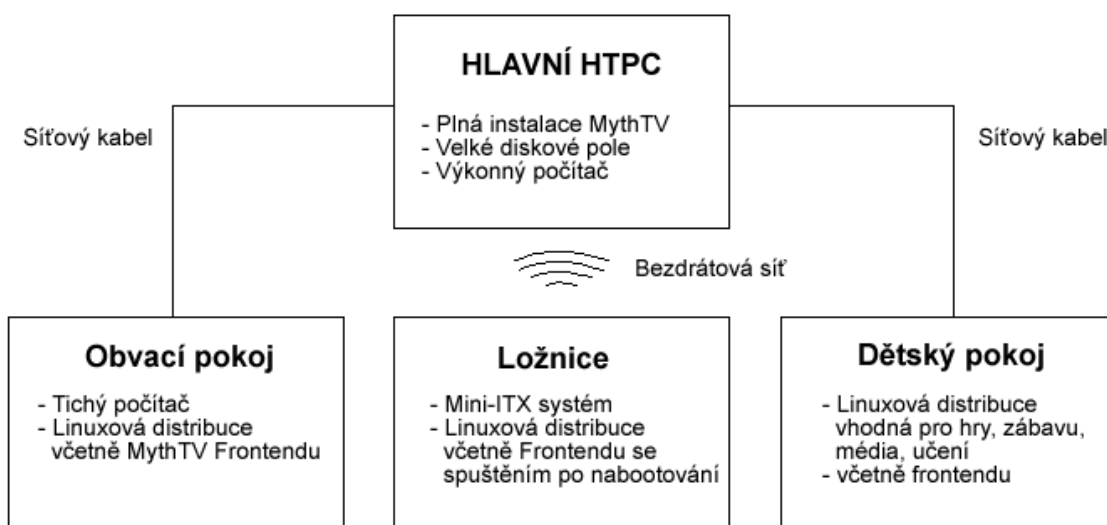 HLAVNÍ HTPC
- Plná instalace MythTV
- Velké diskové pole
- Výkonný počítač
Síťový kabel
Síťový kabel
Bezdrátová síť
Obvací pokoj
- Tichý počítač
- Linuxová distribuce
včetně MythTV Frontendu
Ložnice
- Mini-ITX systém
- Linuxová distribuce
včetně Frontendu se
spuštěním po nabootování
Dětský pokoj
- Linuxová distribuce
vhodná pro hry, zábavu,
média, učení
- včetně frontendu